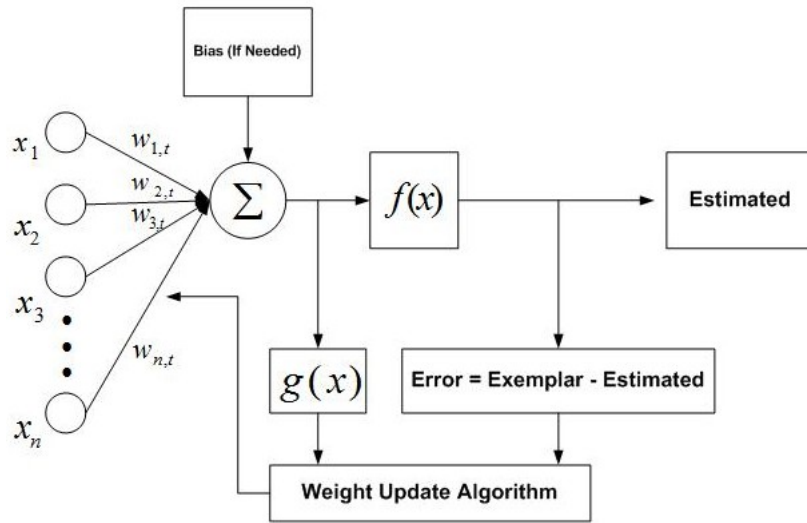 Bias (If Needed)
x1
w1,t
x2
w2,t
w3,t
Σ
f(x)
Estimated
x3
wn,t
xn
g(x)
Error = Exemplar - Estimated
Weight Update Algorithm